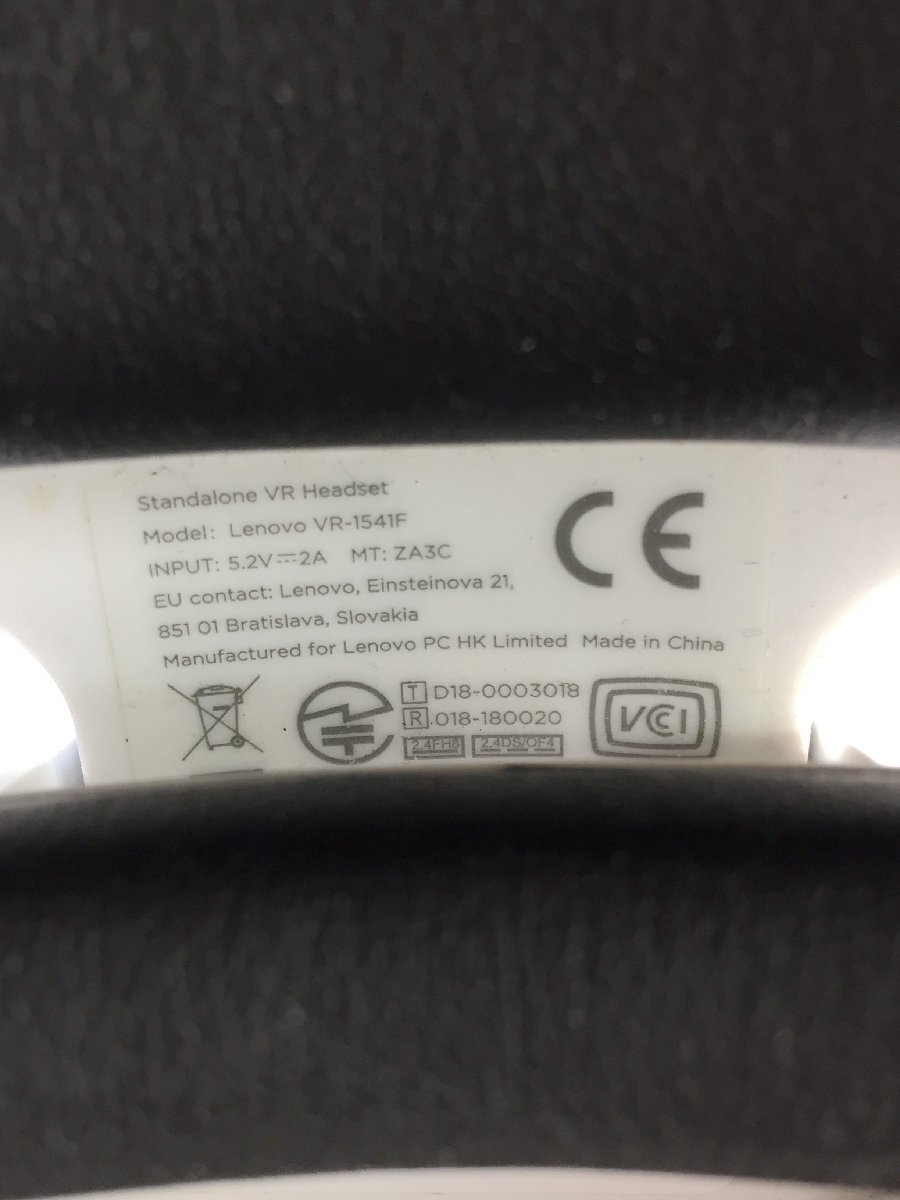 Standalone VR Headset
Model: Lenovo VR-1541F
INPUT: 5.2V⎓2A MT: ZA3C
EU contact: Lenovo, Einsteinova 21,
851 01 Bratislava, Slovakia
Manufactured for Lenovo PC HK Limited Made in China
CE
T D18-0003018
R 018-180020
2.4FH8 2.4DS/OF4
VCCI